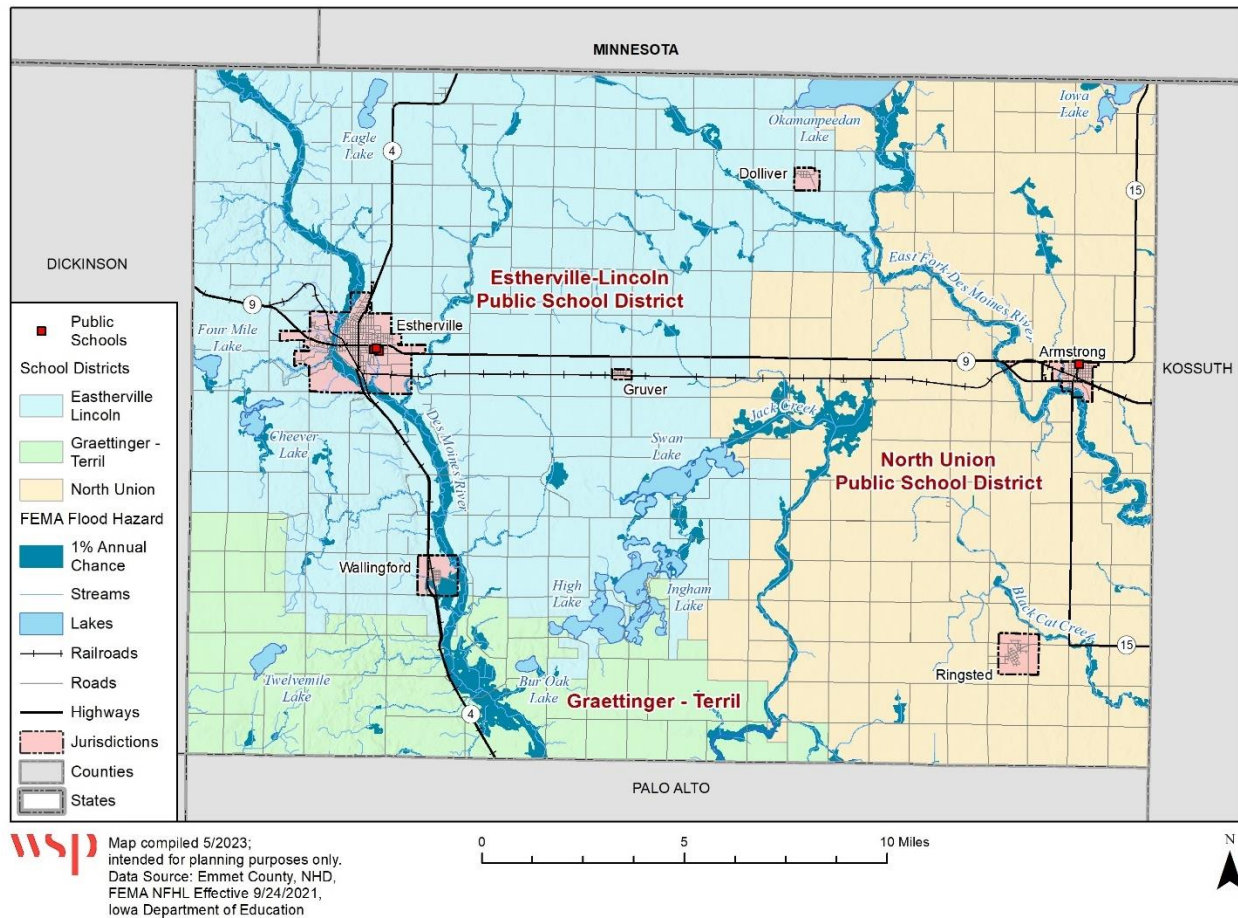 MINNESOTA
Eagle
Lake
4
Okamanpeedan
Lake
Iowa
Lake
Dolliver
15
DICKINSON
Estherville-Lincoln
Public School District
East Fork Des Moines River
9
Estherville
Four Mile
Lake
9
Armstrong
KOSSUTH
Gruver
Jack Creek
Cheever
Lake
Des Moines River
Swan
Lake
North Union
Public School District
Wallingford
High
Lake
Ingham
Lake
Black Cat Creek
15
Ringsted
Twelvemile
Lake
Bur Oak
Lake
Graettinger - Terril
4
PALO ALTO
Public
Schools
School Districts
Eastherville
Lincoln
Graettinger -
Terril
North Union
FEMA Flood Hazard
1% Annual
Chance
Streams
Lakes
Railroads
Roads
Highways
Jurisdictions
Counties
States
wsp
Map compiled 5/2023;
intended for planning purposes only.
Data Source: Emmet County, NHD,
FEMA NFHL Effective 9/24/2021,
Iowa Department of Education
0 5 10 Miles
N